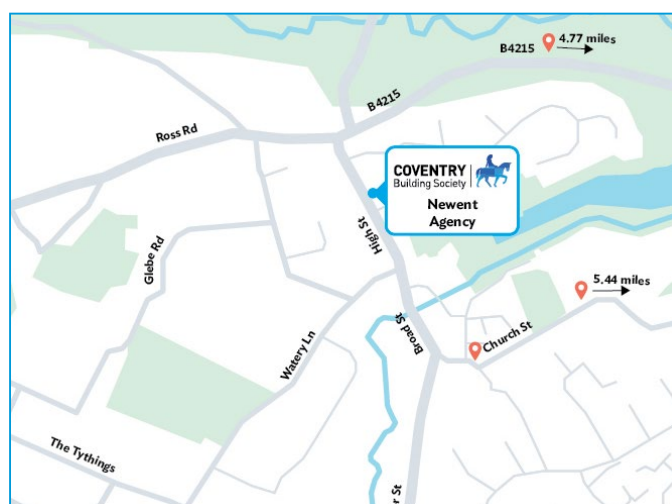 4.77 miles
B4215
B4215
Ross Rd
COVENTRY
Building Society
Newent
Agency
High St
Glebe Rd
5.44 miles
Broad St
Church St
Watery Ln
The Tythings
r St